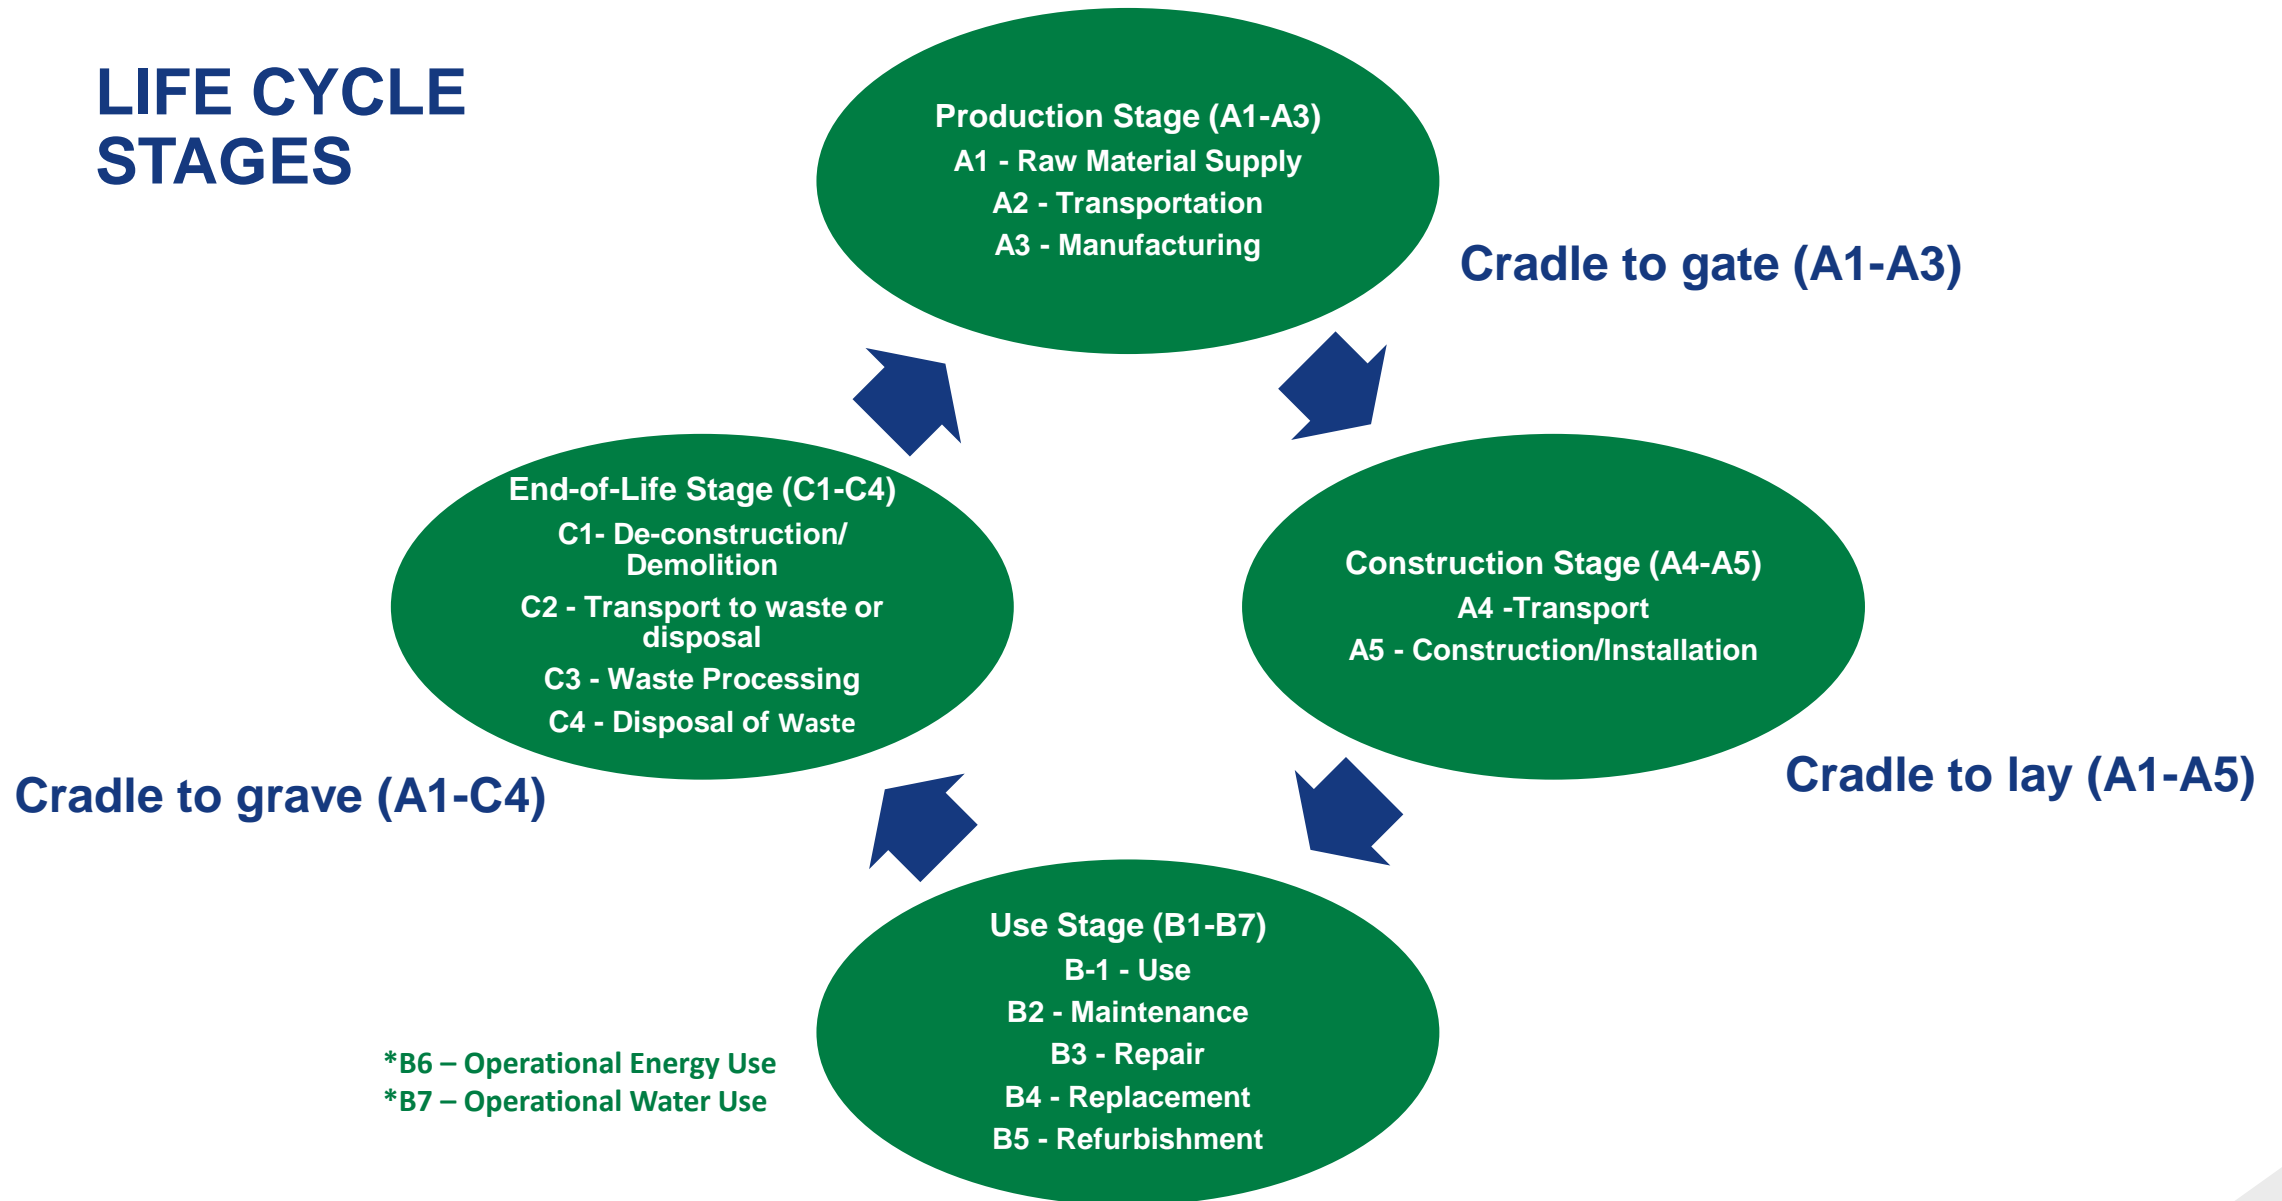 LIFE CYCLE
STAGES
Production Stage (A1-A3)
A1 - Raw Material Supply
A2 - Transportation
A3 - Manufacturing
Cradle to gate (A1-A3)
Construction Stage (A4-A5)
A4 -Transport
A5 - Construction/Installation
Cradle to lay (A1-A5)
Use Stage (B1-B7)
B-1 - Use
B2 - Maintenance
B3 - Repair
B4 - Replacement
B5 - Refurbishment
*B6 – Operational Energy Use
*B7 – Operational Water Use
End-of-Life Stage (C1-C4)
C1- De-construction/
Demolition
C2 - Transport to waste or
disposal
C3 - Waste Processing
C4 - Disposal of Waste
Cradle to grave (A1-C4)